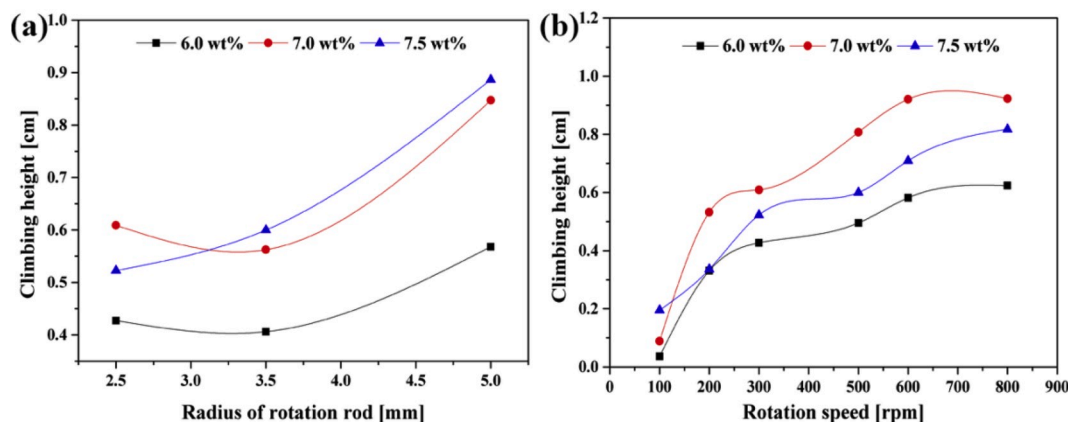 (a)
6.0 wt% 7.0 wt% 7.5 wt%
Climbing height [cm]
1.0
0.9
0.8
0.7
0.6
0.5
0.4
2.5 3.0 3.5 4.0 4.5 5.0
Radius of rotation rod [mm]
(b)
6.0 wt% 7.0 wt% 7.5 wt%
Climbing height [cm]
1.2
1.0
0.8
0.6
0.4
0.2
0.0
100 200 300 400 500 600 700 800 900
Rotation speed [rpm]